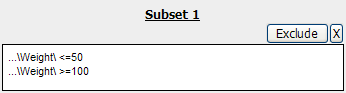 Subset 1
Exclude X
...\Weight\ <=50
...\Weight\ >=100